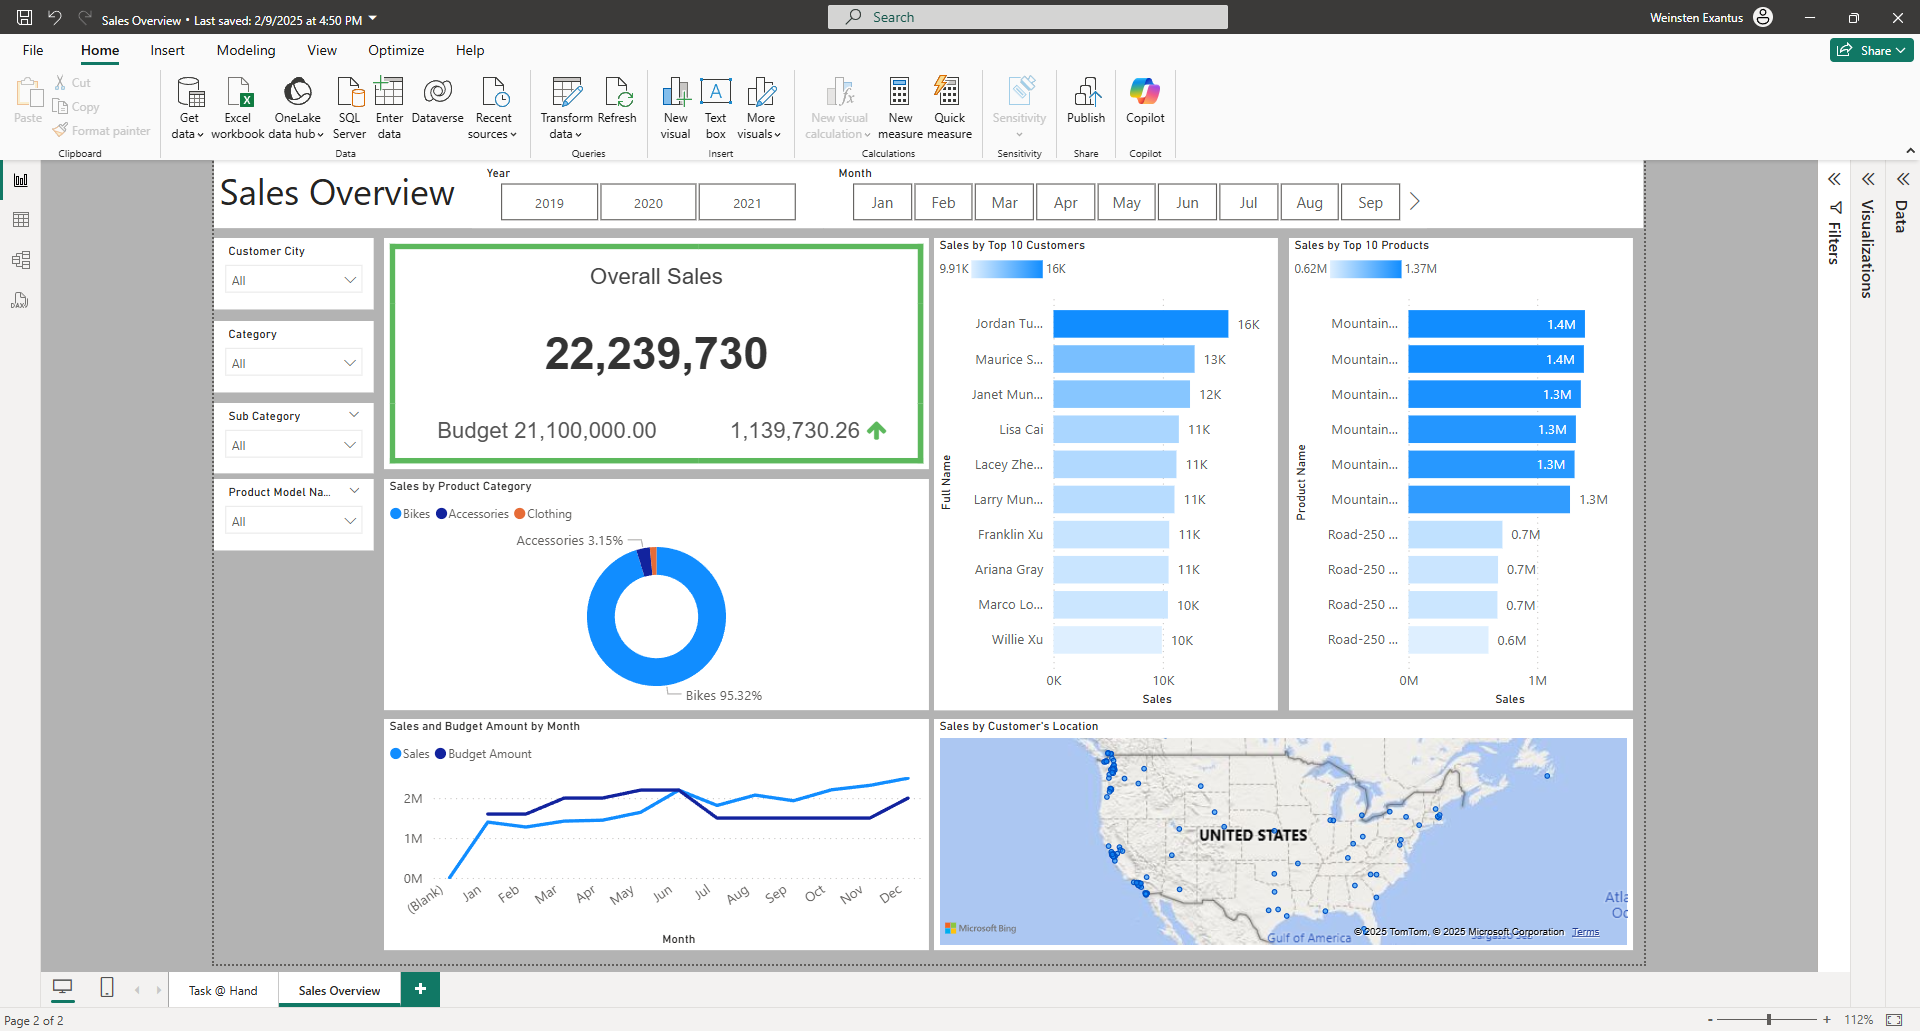 Sales Overview • Last saved: 2/9/2025 at 4:50 PM
Search
Weinsten Exantus
File Home Insert Modeling View Optimize Help
Share
Paste
Cut
Copy
Format painter
Clipboard
Get data
Excel workbook
OneLake data hub
SQL Server
Enter data
Dataverse
Recent sources
Data
Transform data
Refresh
Queries
New visual
Text box
More visuals
Insert
New visual calculation
New measure
Quick measure
Calculations
Sensitivity
Sensitivity
Publish
Share
Copilot
Copilot
Sales Overview
Year
2019 2020 2021
Month
Jan Feb Mar Apr May Jun Jul Aug Sep
Filters
Visualizations
Data
Customer City
All
Category
All
Sub Category
All
Product Model Na...
All
Overall Sales
22,239,730
Budget 21,100,000.00 1,139,730.26
Sales by Product Category
Bikes Accessories Clothing
Accessories 3.15%
Bikes 95.32%
Sales by Top 10 Customers
9.91K 16K
Full Name
Jordan Tu... 16K
Maurice S... 13K
Janet Mun... 12K
Lisa Cai 11K
Lacey Zhe... 11K
Larry Mun... 11K
Franklin Xu 11K
Ariana Gray 11K
Marco Lo... 10K
Willie Xu 10K
0K 10K
Sales
Sales by Top 10 Products
0.62M 1.37M
Product Name
Mountain... 1.4M
Mountain... 1.4M
Mountain... 1.3M
Mountain... 1.3M
Mountain... 1.3M
Mountain... 1.3M
Road-250 ... 0.7M
Road-250 ... 0.7M
Road-250 ... 0.7M
Road-250 ... 0.6M
0M 1M
Sales
Sales and Budget Amount by Month
Sales Budget Amount
2M
1M
0M
(Blank) Jan Feb Mar Apr May Jun Jul Aug Sep Oct Nov Dec
Month
Sales by Customer's Location
UNITED STATES
Atla
Oc
Microsoft Bing
Gulf of America
© 2025 TomTom, © 2025 Microsoft Corporation Terms
Task @ Hand
Sales Overview
+
Page 2 of 2
- + 112%